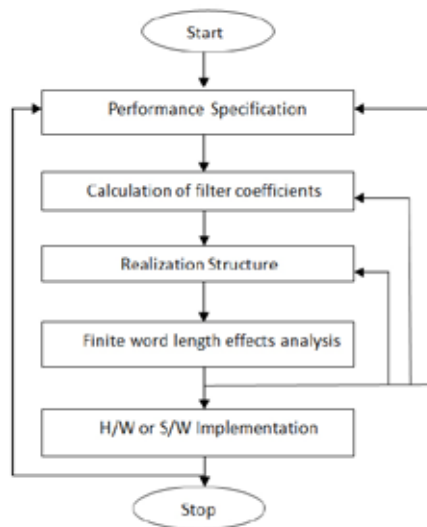 Start
Performance Specification
Calculation of filter coefficients
Realization Structure
Finite word length effects analysis
H/W or S/W Implementation
Stop